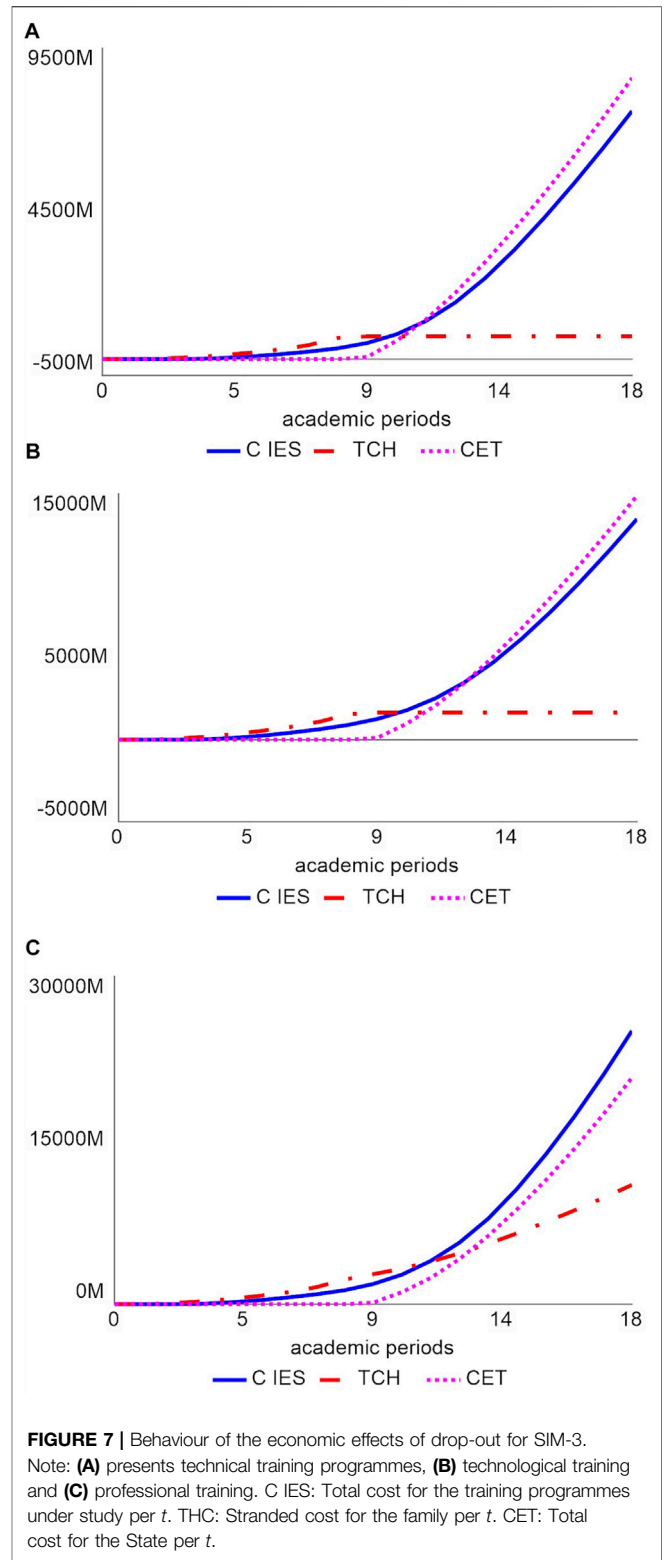 A
9500M
4500M
-500M
0 5 9 14 18
academic periods
C IES TCH CET
B
15000M
5000M
-5000M
0 5 9 14 18
academic periods
C IES TCH CET
C
30000M
15000M
0M
0 5 9 14 18
academic periods
C IES TCH CET
FIGURE 7 | Behaviour of the economic effects of drop-out for SIM-3.
Note: (A) presents technical training programmes, (B) technological training
and (C) professional training. C IES: Total cost for the training programmes
under study per t. THC: Stranded cost for the family per t. CET: Total
cost for the State per t.